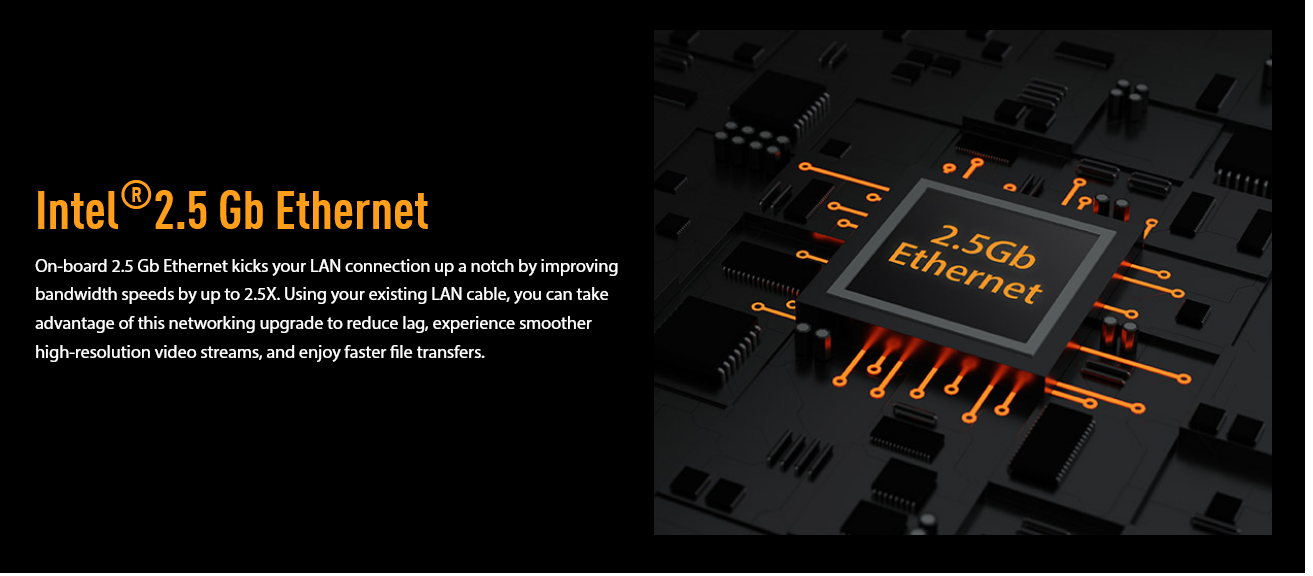 Intel®2.5 Gb Ethernet
On-board 2.5 Gb Ethernet kicks your LAN connection up a notch by improving
bandwidth speeds by up to 2.5X. Using your existing LAN cable, you can take
advantage of this networking upgrade to reduce lag, experience smoother
high-resolution video streams, and enjoy faster file transfers.
2.5Gb
Ethernet